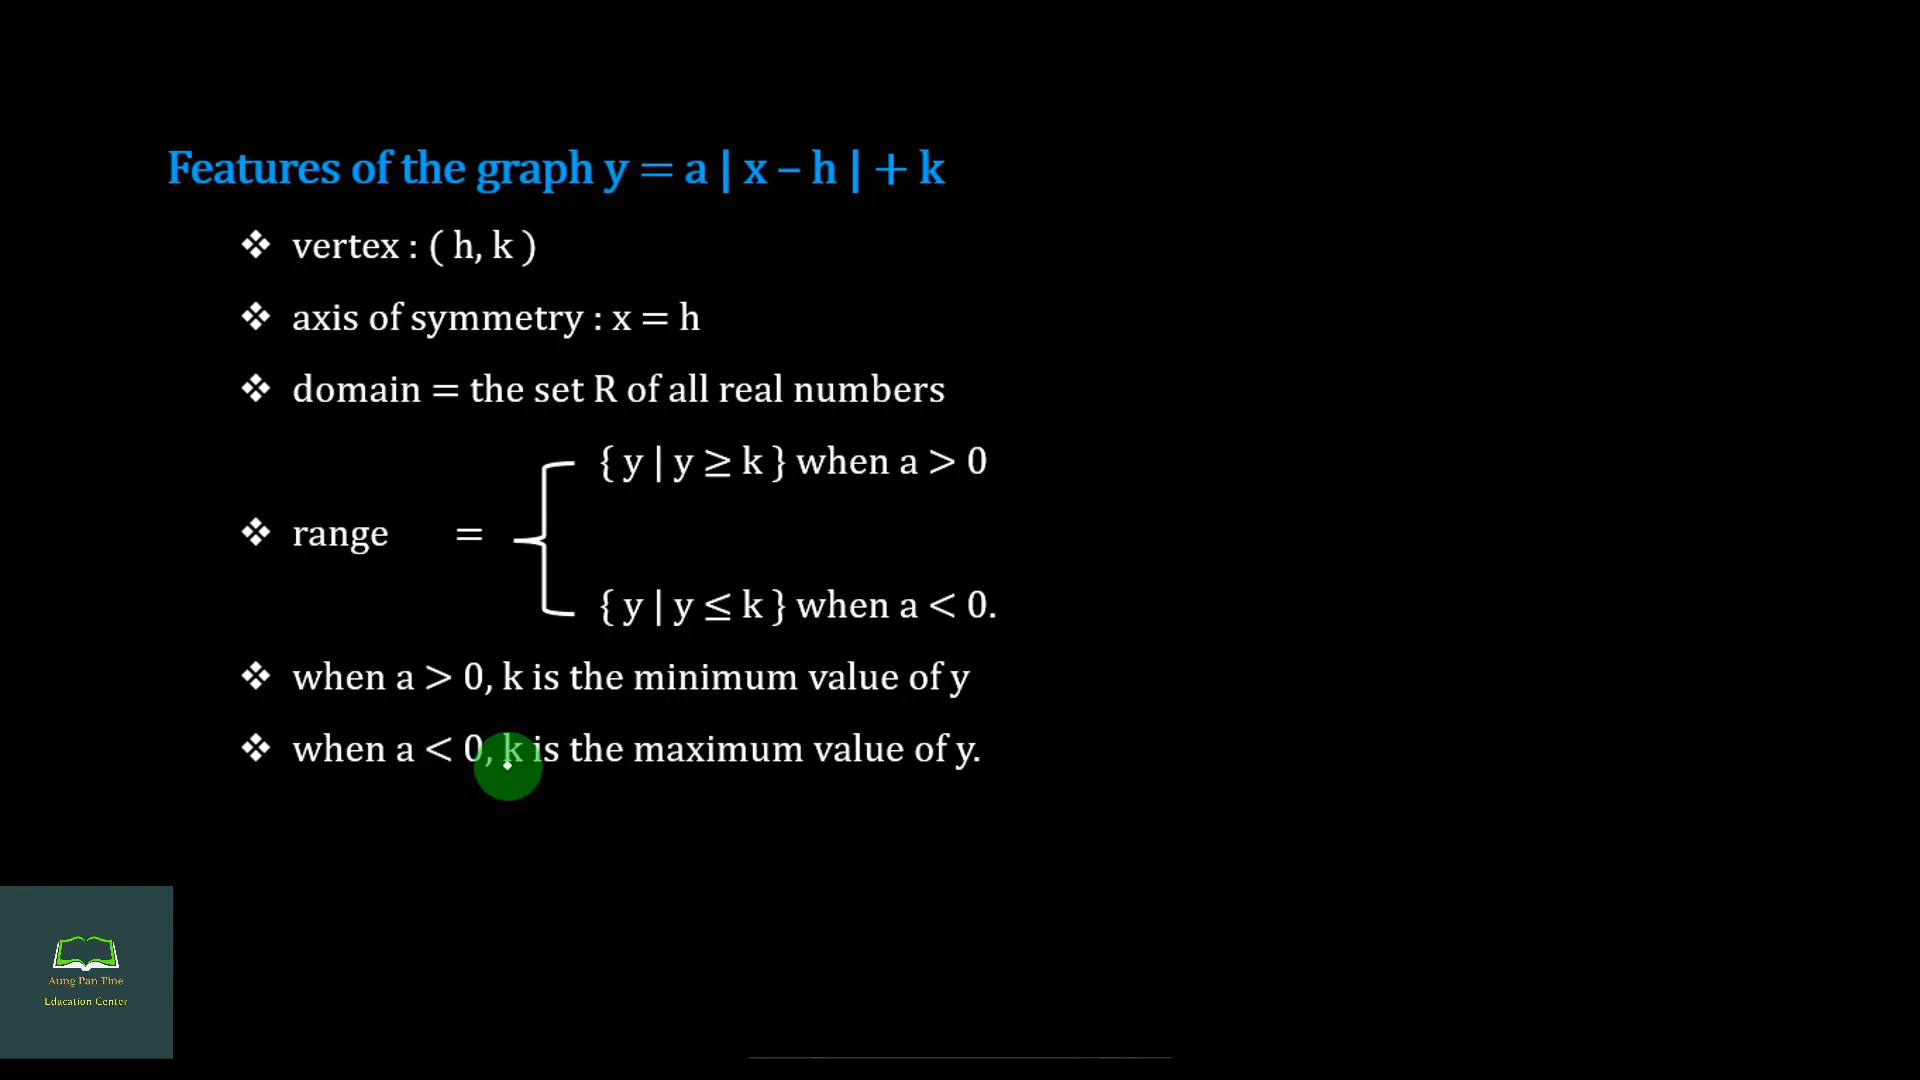 Features of the graph y = a | x – h | + k
❖ vertex : ( h, k )
❖ axis of symmetry : x = h
❖ domain = the set R of all real numbers
{ y | y ≥ k } when a > 0
❖ range =
{ y | y ≤ k } when a < 0.
❖ when a > 0, k is the minimum value of y
❖ when a < 0, k is the maximum value of y.
Aung Pan Tine
Education Center